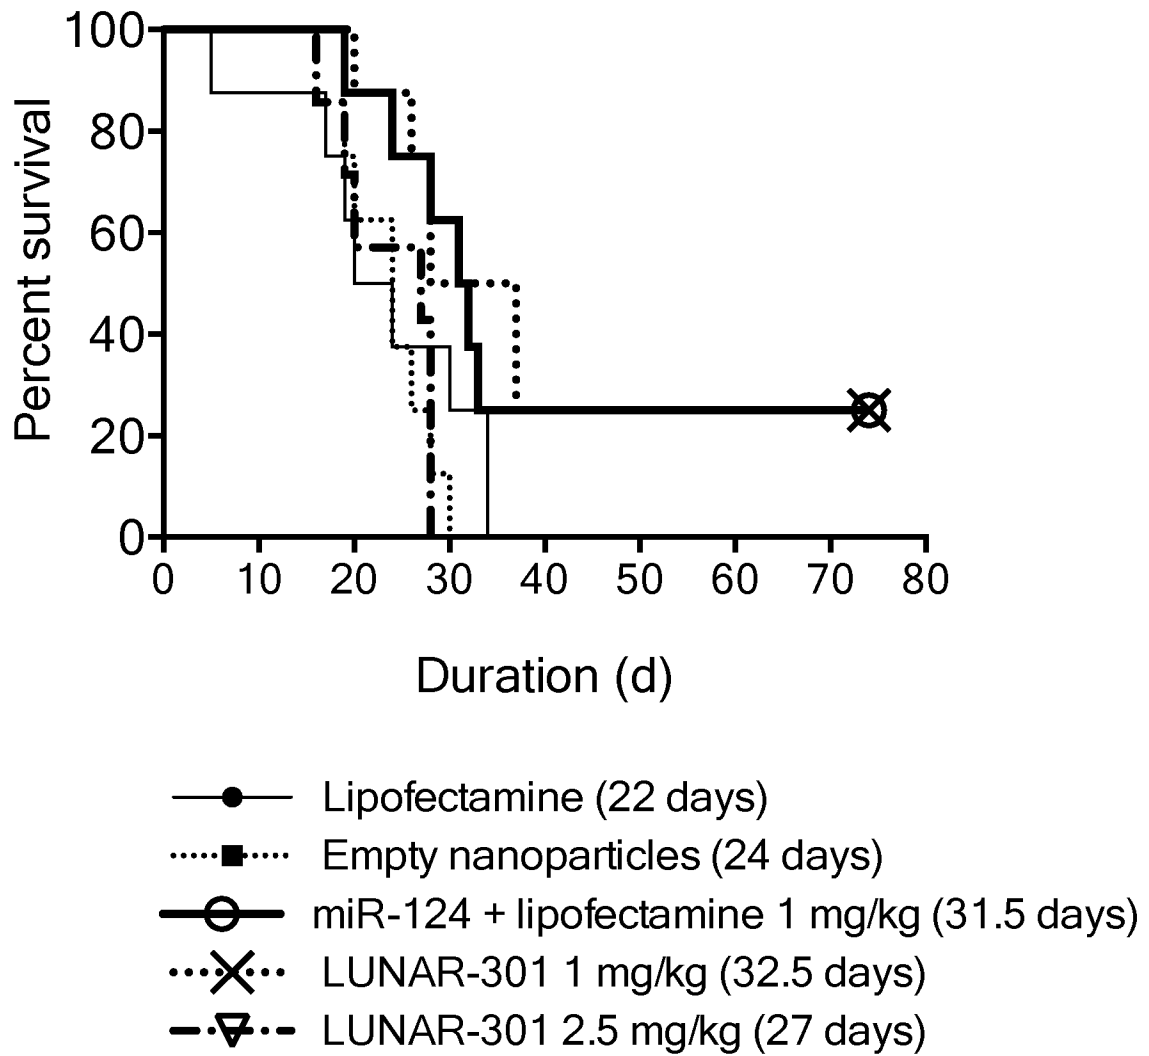 100
80
60
40
20
0
Percent survival
0 10 20 30 40 50 60 70 80
Duration (d)
Lipofectamine (22 days)
Empty nanoparticles (24 days)
miR-124 + lipofectamine 1 mg/kg (31.5 days)
LUNAR-301 1 mg/kg (32.5 days)
LUNAR-301 2.5 mg/kg (27 days)